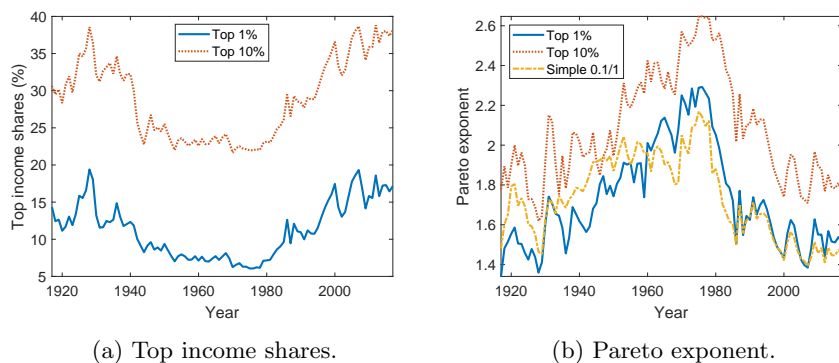 Top 1%
Top 10%
Top income shares (%)
40
35
30
25
20
15
10
5
1920 1940 1960 1980 2000
Year
(a) Top income shares.
Top 1%
Top 10%
Simple 0.1/1
Pareto exponent
2.6
2.4
2.2
2
1.8
1.6
1.4
1920 1940 1960 1980 2000
Year
(b) Pareto exponent.